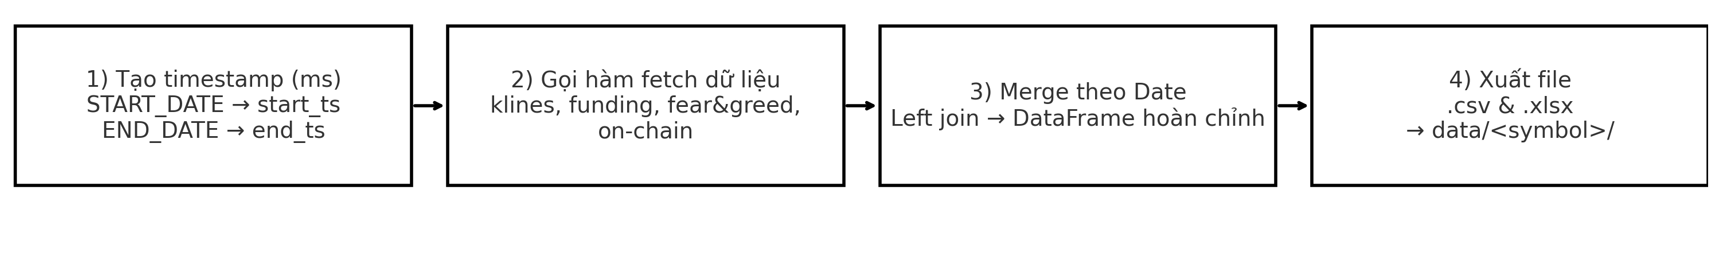 1) Tạo timestamp (ms)
START_DATE → start_ts
END_DATE → end_ts
2) Gọi hàm fetch dữ liệu
klines, funding, fear&greed,
on-chain
3) Merge theo Date
Left join → DataFrame hoàn chỉnh
4) Xuất file
.csv & .xlsx
→ data/<symbol>/